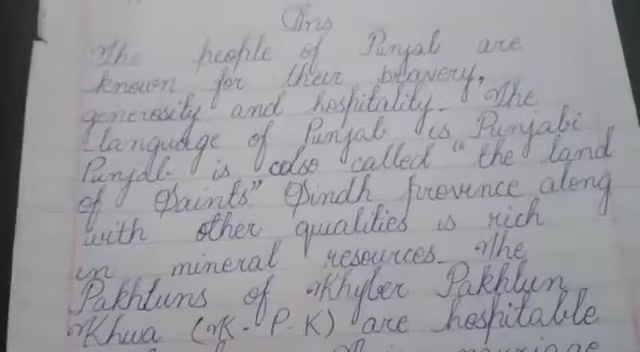 Ans
The people of Punjab are
known for their bravery,
generosity and hospitality. The
language of Punjab is Punjabi
Punjab is also called "the land
of Saints" Sindh provence along
with other qualities is rich
in mineral resources. The
Pakhtuns of Khyber Pakhtun
Khwa (K.P.K) are hospitable